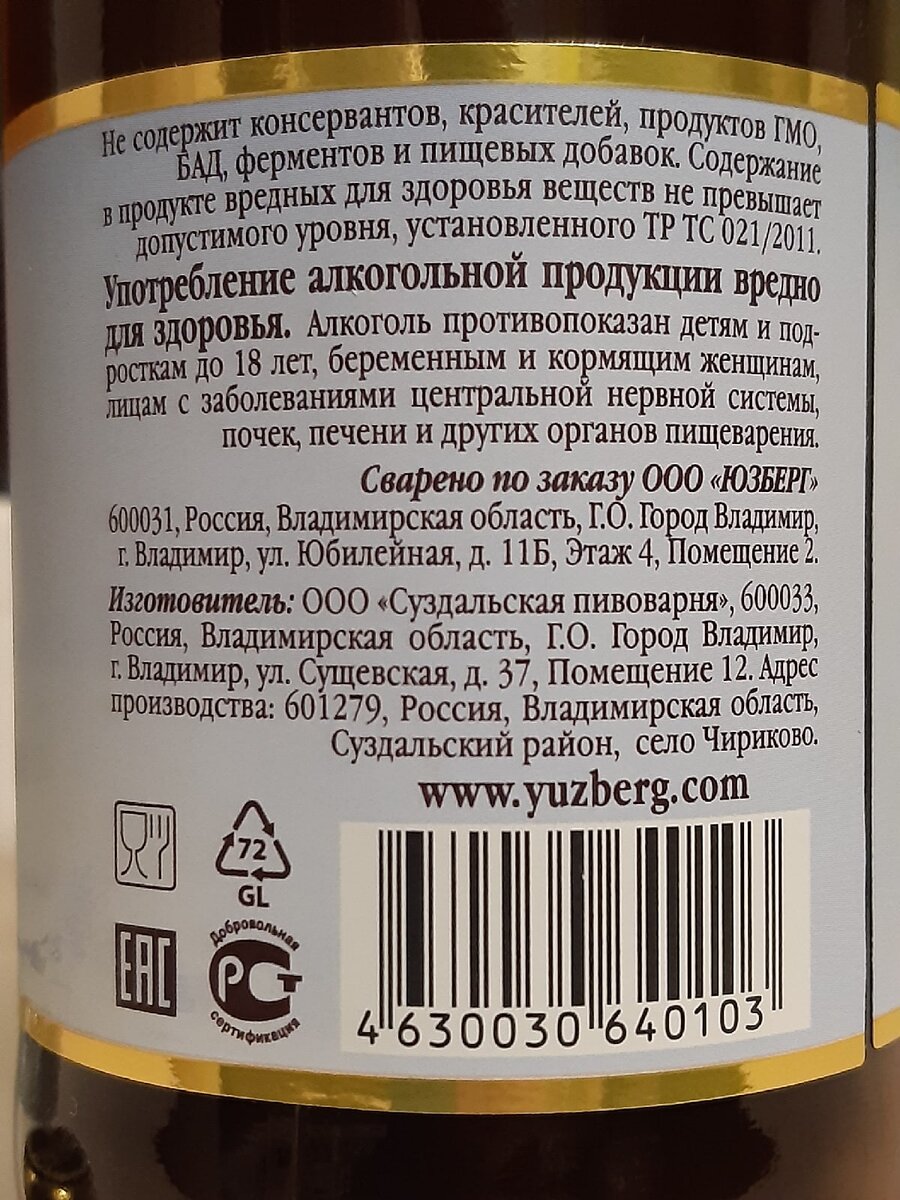 Не содержит консервантов, красителей, продуктов ГМО,
БАД, ферментов и пищевых добавок. Содержание
в продукте вредных для здоровья веществ не превышает
допустимого уровня, установленного ТР ТС 021/2011.
Употребление алкогольной продукции вредно
для здоровья. Алкоголь противопоказан детям и под-
росткам до 18 лет, беременным и кормящим женщинам,
лицам с заболеваниями центральной нервной системы,
почек, печени и других органов пищеварения.
Сварено по заказу ООО «ЮЗБЕРГ»
600031, Россия, Владимирская область, Г.О. Город Владимир,
г. Владимир, ул. Юбилейная, д. 11Б, Этаж 4, Помещение 2.
Изготовитель: ООО «Суздальская пивоварня», 600033,
Россия, Владимирская область, Г.О. Город Владимир,
г. Владимир, ул. Сущевская, д. 37, Помещение 12. Адрес
производства: 601279, Россия, Владимирская область,
Суздальский район, село Чириково.
www.yuzberg.com
72
GL
EAC
Добровольная
РСТ
сертификация
4 630030 640103